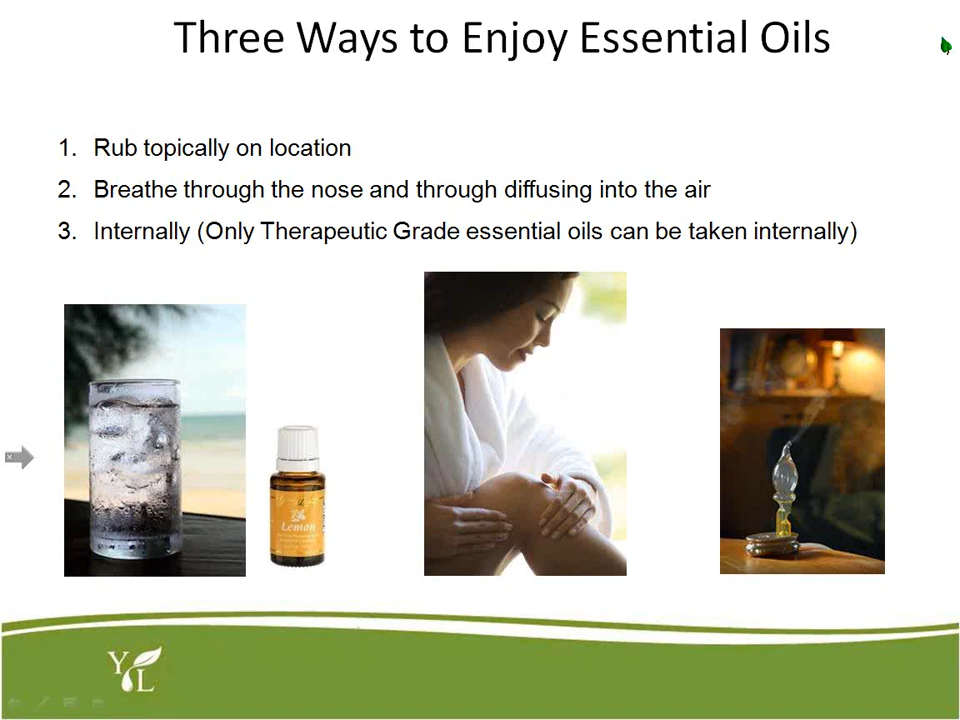 Three Ways to Enjoy Essential Oils
1. Rub topically on location
2. Breathe through the nose and through diffusing into the air
3. Internally (Only Therapeutic Grade essential oils can be taken internally)
Lemon
Y L